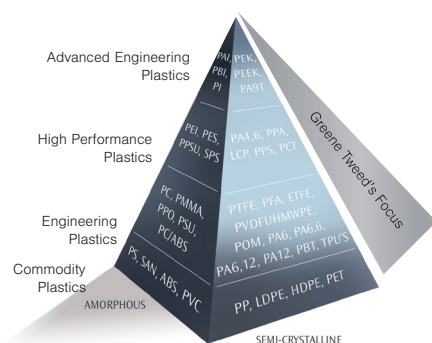 Advanced Engineering
Plastics
PAI,
PBI,
PI
PEK,
PEEK,
PA9T
High Performance
Plastics
PEI, PES,
PPSU, SPS
PA4,6, PPA,
LCP, PPS, PCT
Engineering
Plastics
PC, PMMA,
PPO, PSU,
PC/ABS
PTFE, PFA, ETFE,
PVDFUHMWPE,
POM, PA6, PA6,6,
PA6,12, PA12, PBT, TPU'S
Commodity
Plastics
PS, SAN, ABS, PVC
PP, LDPE, HDPE, PET
AMORPHOUS
SEMI-CRYSTALLINE
Greene Tweed's Focus